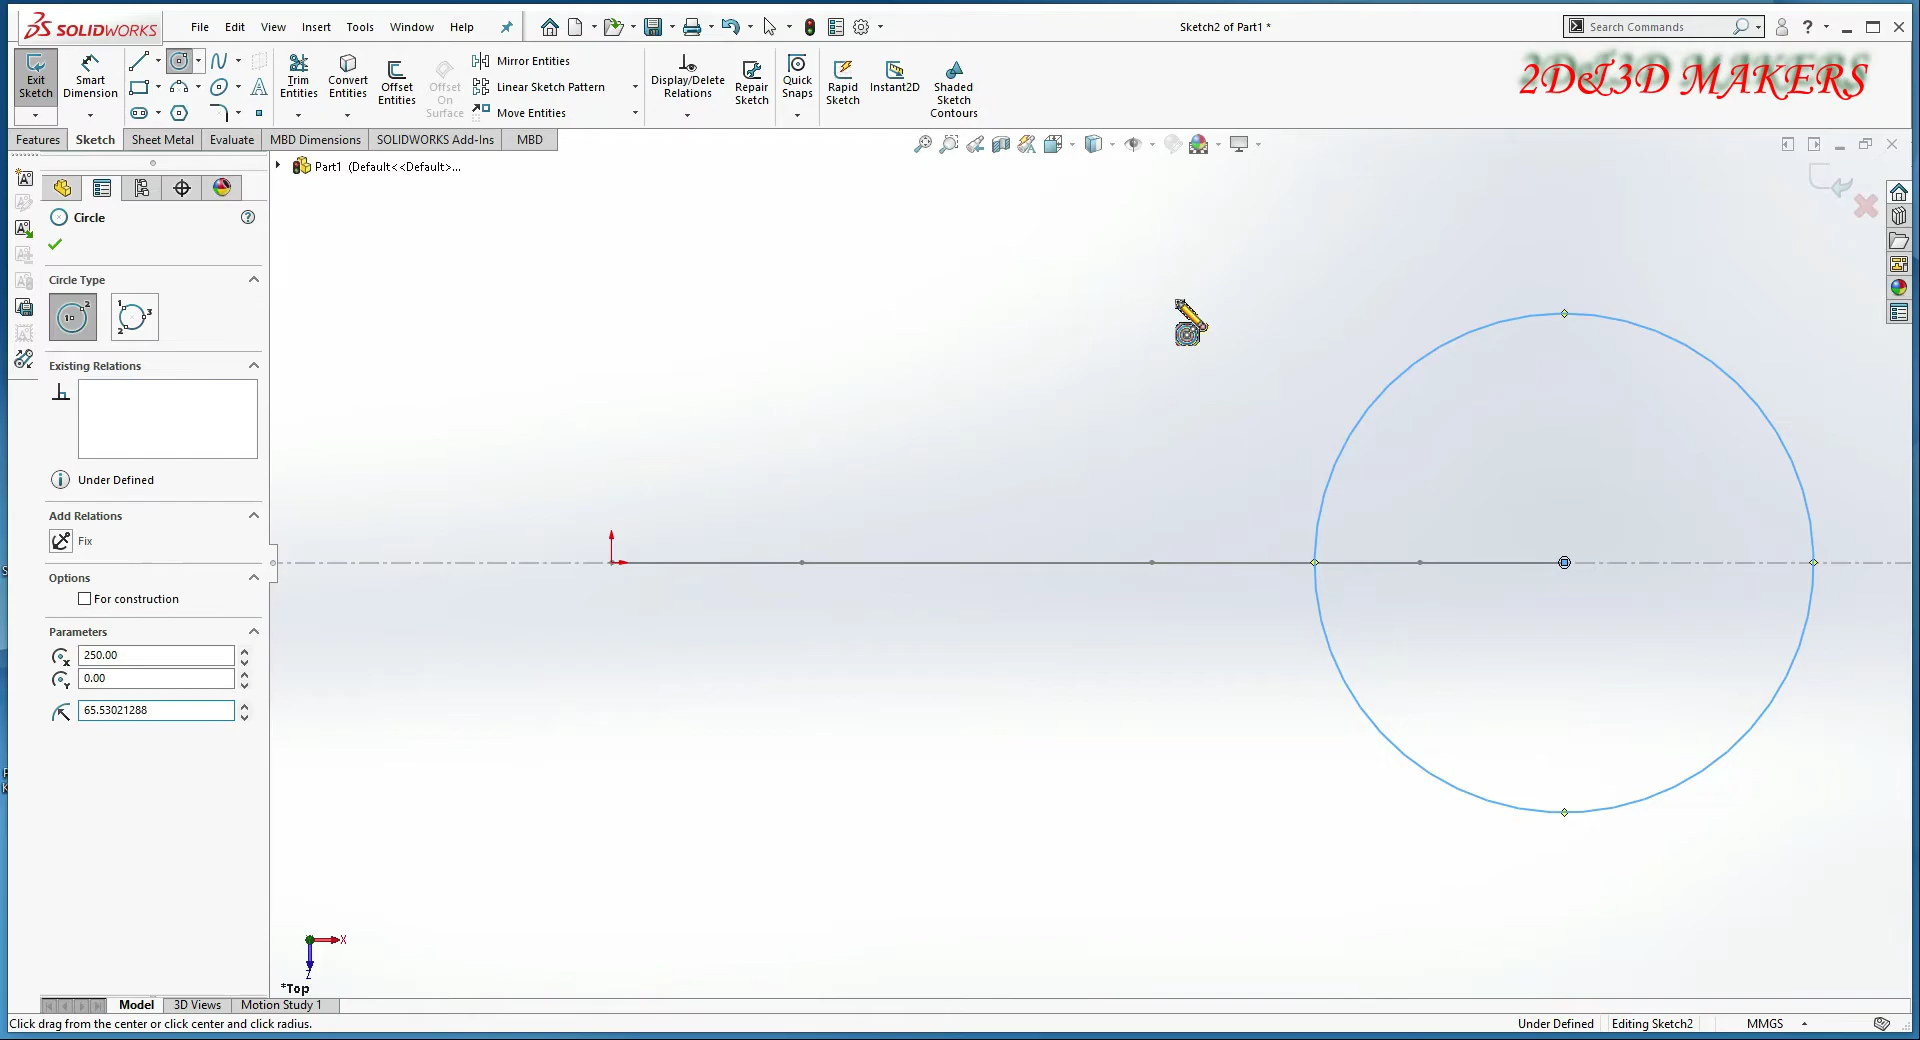 SOLIDWORKS
File Edit View Insert Tools Window Help
Sketch2 of Part1 *
Search Commands
?
2D&3D MAKERS
Exit Sketch
Smart Dimension
Trim Entities
Convert Entities
Offset Entities
Offset On Surface
Mirror Entities
Linear Sketch Pattern
Move Entities
Display/Delete Relations
Repair Sketch
Quick Snaps
Rapid Sketch
Instant2D
Shaded Sketch Contours
Features Sketch Sheet Metal Evaluate MBD Dimensions SOLIDWORKS Add-Ins MBD
Part1 (Default<<Default>...
Circle
?
Circle Type
Existing Relations
Under Defined
Add Relations
Fix
Options
For construction
Parameters
250.00
0.00
65.53021288
X
Z
*Top
Model 3D Views Motion Study 1
Click drag from the center or click center and click radius.
Under Defined Editing Sketch2 MMGS